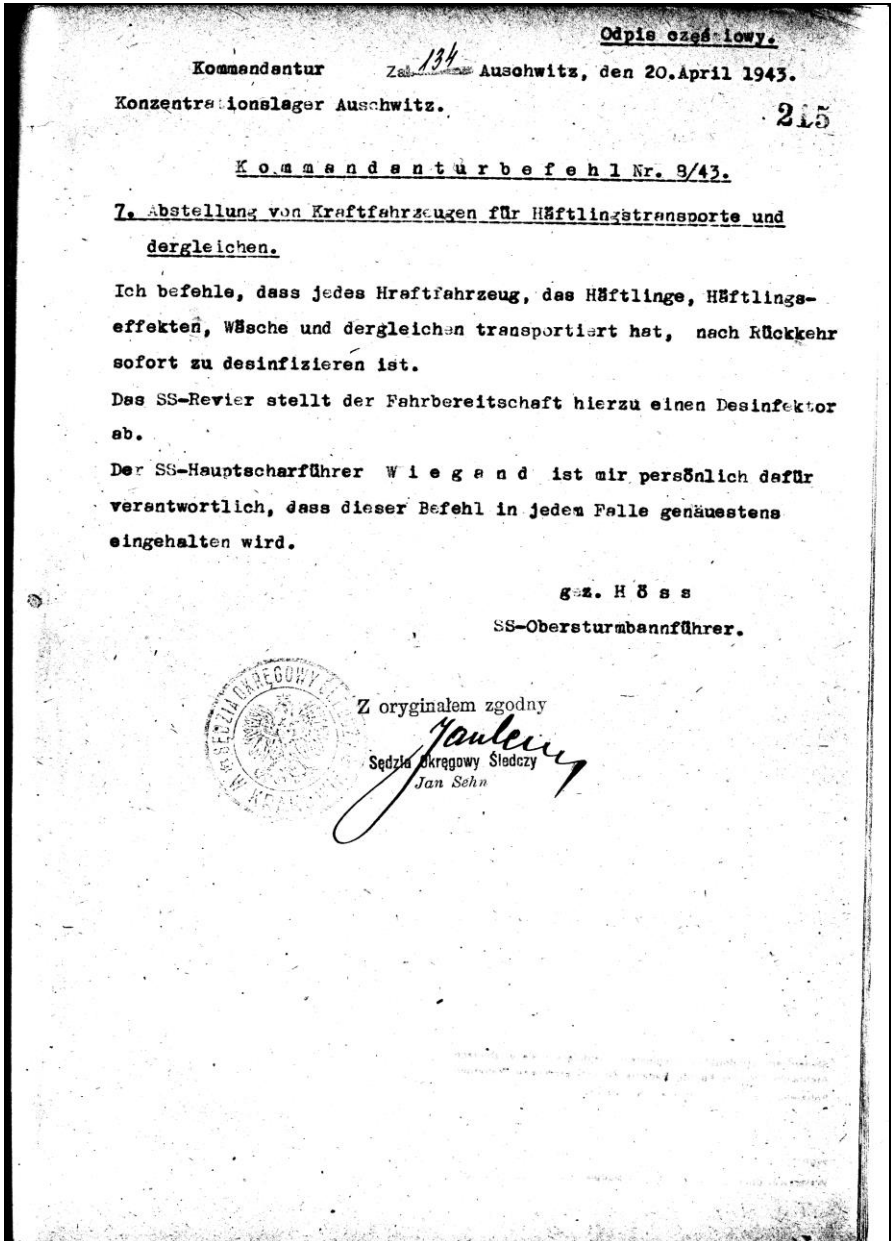 Odpis częściowy.
Kommandantur Zał. 134 Auschwitz, den 20.April 1943.
Konzentrationslager Auschwitz.
215
Kommandanturbefehl Nr. 8/43.
7. Abstellung von Kraftfahrzeugen für Häftlingstransporte und
dergleichen.
Ich befehle, dass jedes Hraftfahrzeug, das Häftlinge, Häftlings-
effekten, Wäsche und dergleichen transportiert hat, nach Rückkehr
sofort zu desinfizieren ist.
Das SS-Revier stellt der Fahrbereitschaft hierzu einen Desinfektor
ab.
Der SS-Hauptscharführer Wiegand ist mir persönlich dafür
verantwortlich, dass dieser Befehl in jedem Falle genäuestens
eingehalten wird.
gez. Höss
SS-Obersturmbannführer.
SĘDZIA OKRĘGOWY
W KRAK
Z oryginałem zgodny
Sędzia Okręgowy Śledczy
Jan Sehn